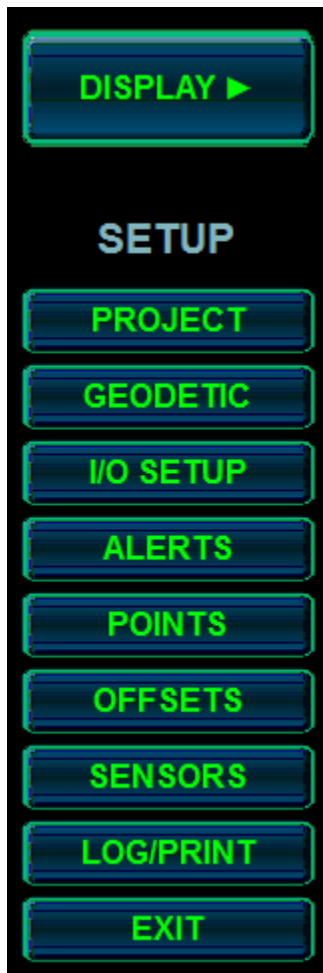 DISPLAY ►
SETUP
PROJECT
GEODETIC
I/O SETUP
ALERTS
POINTS
OFFSETS
SENSORS
LOG/PRINT
EXIT